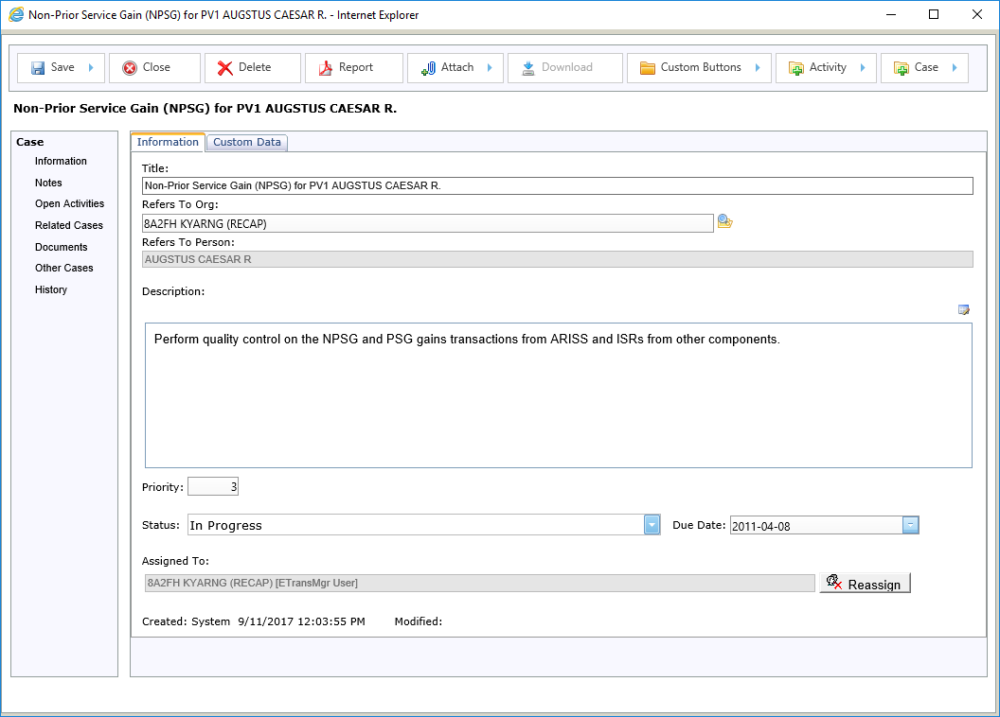 Non-Prior Service Gain (NPSG) for PV1 AUGSTUS CAESAR R. - Internet Explorer
Save Close Delete Report Attach Download Custom Buttons Activity Case
Non-Prior Service Gain (NPSG) for PV1 AUGSTUS CAESAR R.
Case
Information
Notes
Open Activities
Related Cases
Documents
Other Cases
History
Information Custom Data
Title:
Non-Prior Service Gain (NPSG) for PV1 AUGSTUS CAESAR R.
Refers To Org:
8A2FH KYARNG (RECAP)
Refers To Person:
AUGSTUS CAESAR R
Description:
Perform quality control on the NPSG and PSG gains transactions from ARISS and ISRs from other components.
Priority: 3
Status: In Progress Due Date: 2011-04-08
Assigned To:
8A2FH KYARNG (RECAP) [ETransMgr User] Reassign
Created: System 9/11/2017 12:03:55 PM Modified: